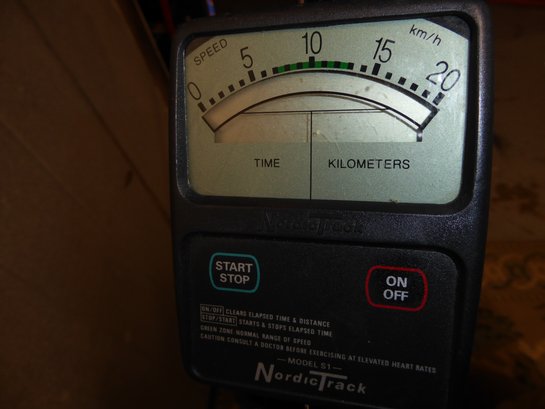 SPEED
km/h
0 5 10 15 20
TIME KILOMETERS
NordicTrack
START
STOP
ON
OFF
ON/OFF CLEARS ELAPSED TIME & DISTANCE
STOP/START STARTS & STOPS ELAPSED TIME
GREEN ZONE-NORMAL RANGE OF SPEED
CAUTION: CONSULT A DOCTOR BEFORE EXERCISING AT ELEVATED HEART RATES
—MODEL S1—
NordicTrack